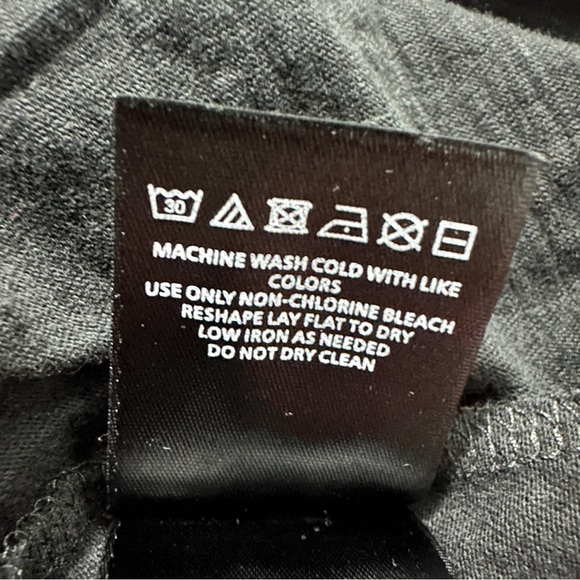 30
MACHINE WASH COLD WITH LIKE
COLORS
USE ONLY NON-CHLORINE BLEACH
RESHAPE LAY FLAT TO DRY
LOW IRON AS NEEDED
DO NOT DRY CLEAN